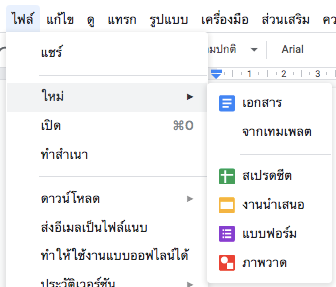 ไฟล์ แก้ไข ดู แทรก รูปแบบ เครื่องมือ ส่วนเสริม
แชร์
Arial
1 2 3
ใหม่
เอกสาร
เปิด ⌘O
จากเทมเพลต
ทำสำเนา
สเปรดชีต
ดาวน์โหลด
งานนำเสนอ
ส่งอีเมลเป็นไฟล์แนบ
แบบฟอร์ม
ทำให้ใช้งานแบบออฟไลน์ได้
ภาพวาด
ประวัติเวอร์ชัน